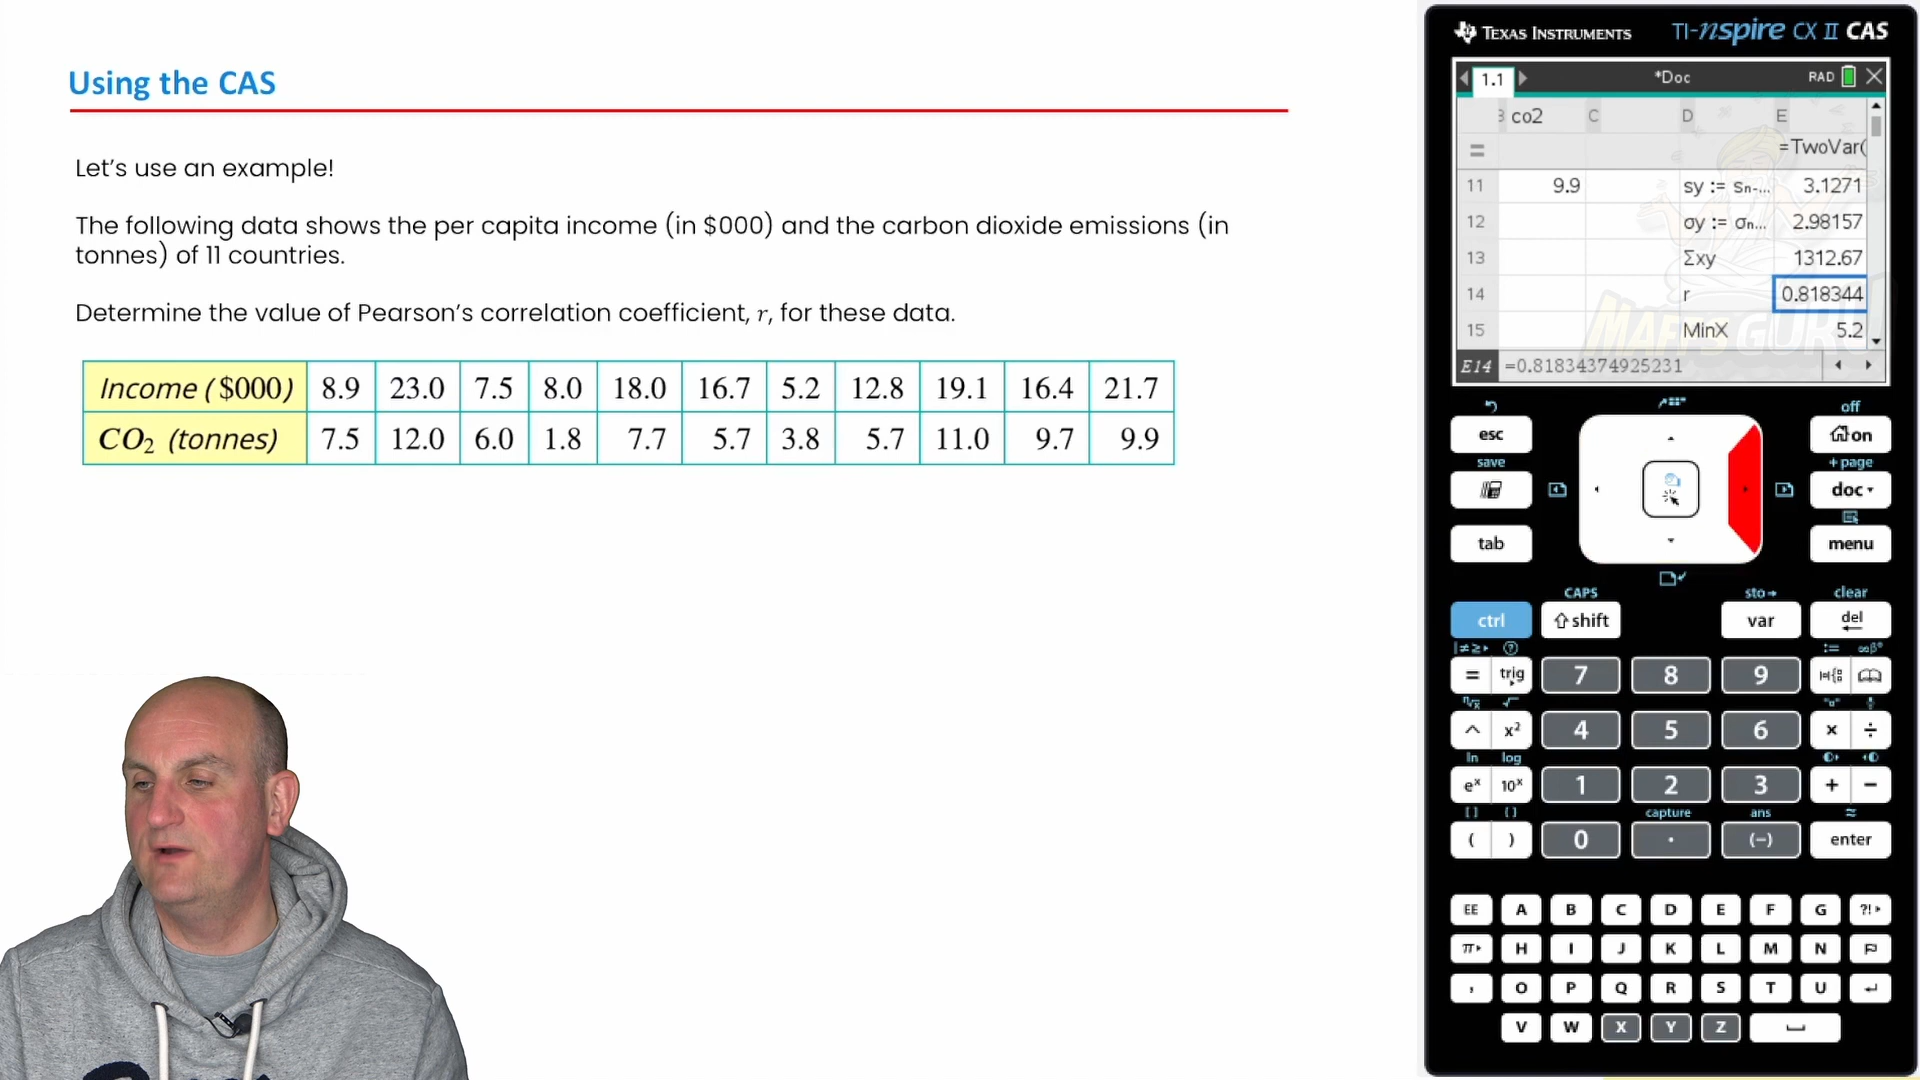 Using the CAS
Let's use an example!
The following data shows the per capita income (in $000) and the carbon dioxide emissions (in
tonnes) of 11 countries.
Determine the value of Pearson's correlation coefficient, r, for these data.
Income ($000) 8.9 23.0 7.5 8.0 18.0 16.7 5.2 12.8 19.1 16.4 21.7
CO₂ (tonnes) 7.5 12.0 6.0 1.8 7.7 5.7 3.8 5.7 11.0 9.7 9.9
TEXAS INSTRUMENTS TI-nspire CX II CAS
1.1 *Doc RAD
B co2 C D E
= =TwoVar(
11 9.9 sy := sn-... 3.1271
12 σy := σn... 2.98157
13 Σxy 1312.67
14 r 0.818344
15 MinX 5.2
E14 =0.81834374925231
MAFFS GURU
off
esc on
save + page
doc
tab menu
CAPS sto→ clear
ctrl shift var del
|≠≥▸ ? := ∞β°
= trig 7 8 9
ⁿ√x √ "□"
^ x² 4 5 6 × ÷
ln log
eˣ 10ˣ 1 2 3 + −
[ ] { } capture ans ≈
( ) 0 . (−) enter
EE A B C D E F G ?!▸
π▸ H I J K L M N
, O P Q R S T U ↵
V W X Y Z